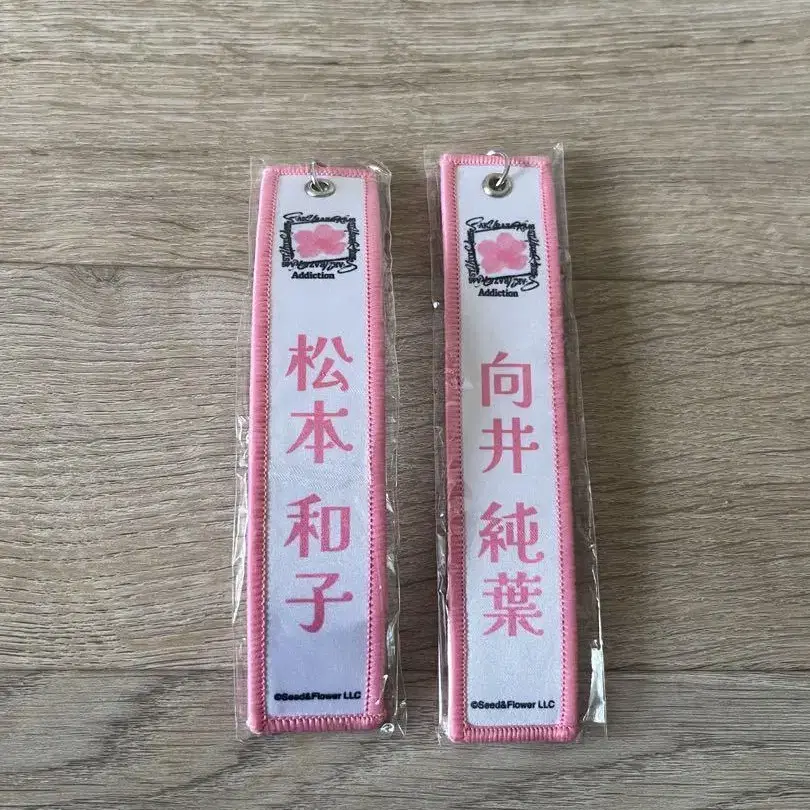 Addiction
松本 和子
©Seed&Flower LLC
Addiction
向井 純葉
©Seed&Flower LLC